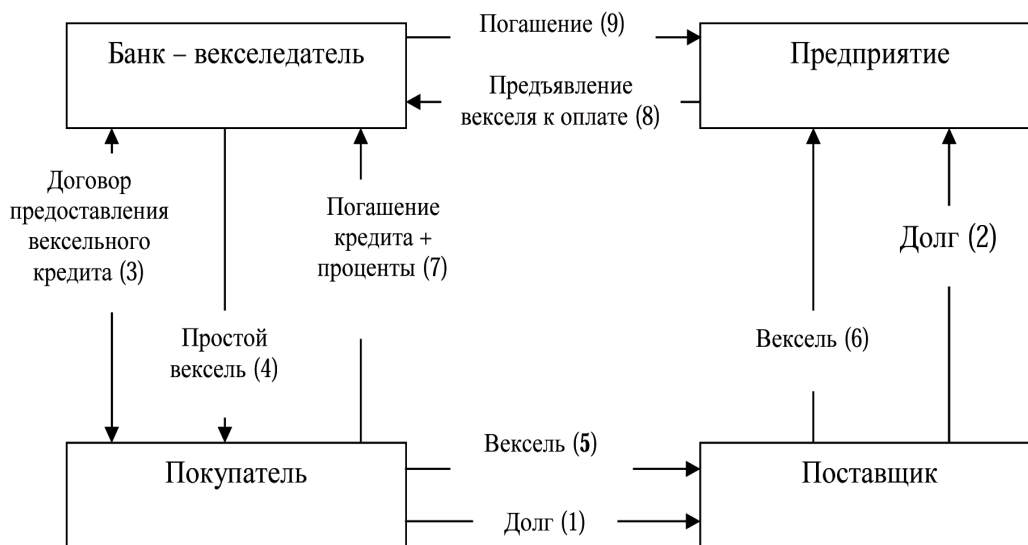 Погашение (9)
Банк – векселедатель
Предприятие
Предъявление
векселя к оплате (8)
Договор
предоставления
вексельного
кредита (3)
Погашение
кредита +
проценты (7)
Долг (2)
Простой
вексель (4)
Вексель (6)
Вексель (5)
Покупатель
Поставщик
Долг (1)